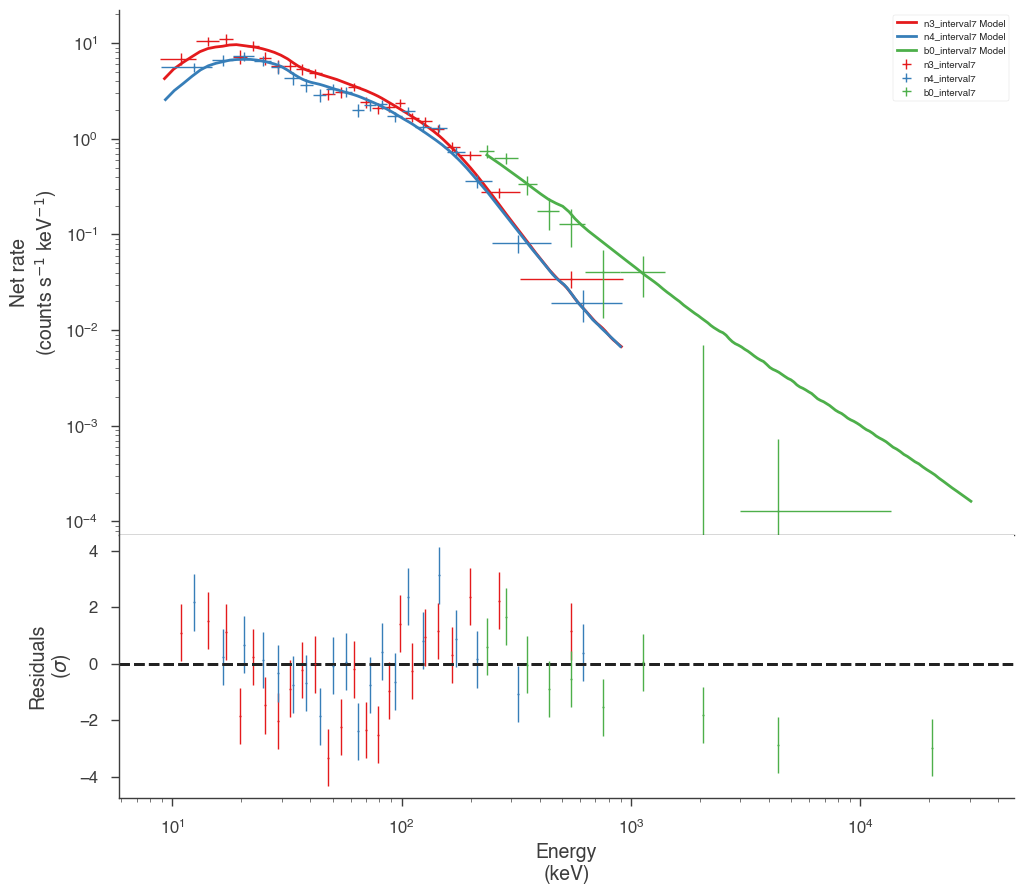 n3_interval7 Model
n4_interval7 Model
b0_interval7 Model
n3_interval7
n4_interval7
b0_interval7
10¹
10⁰
10⁻¹
10⁻²
10⁻³
10⁻⁴
Net rate
(counts s⁻¹ keV⁻¹)
4
2
0
−2
−4
Residuals
(σ)
10¹ 10² 10³ 10⁴
Energy
(keV)